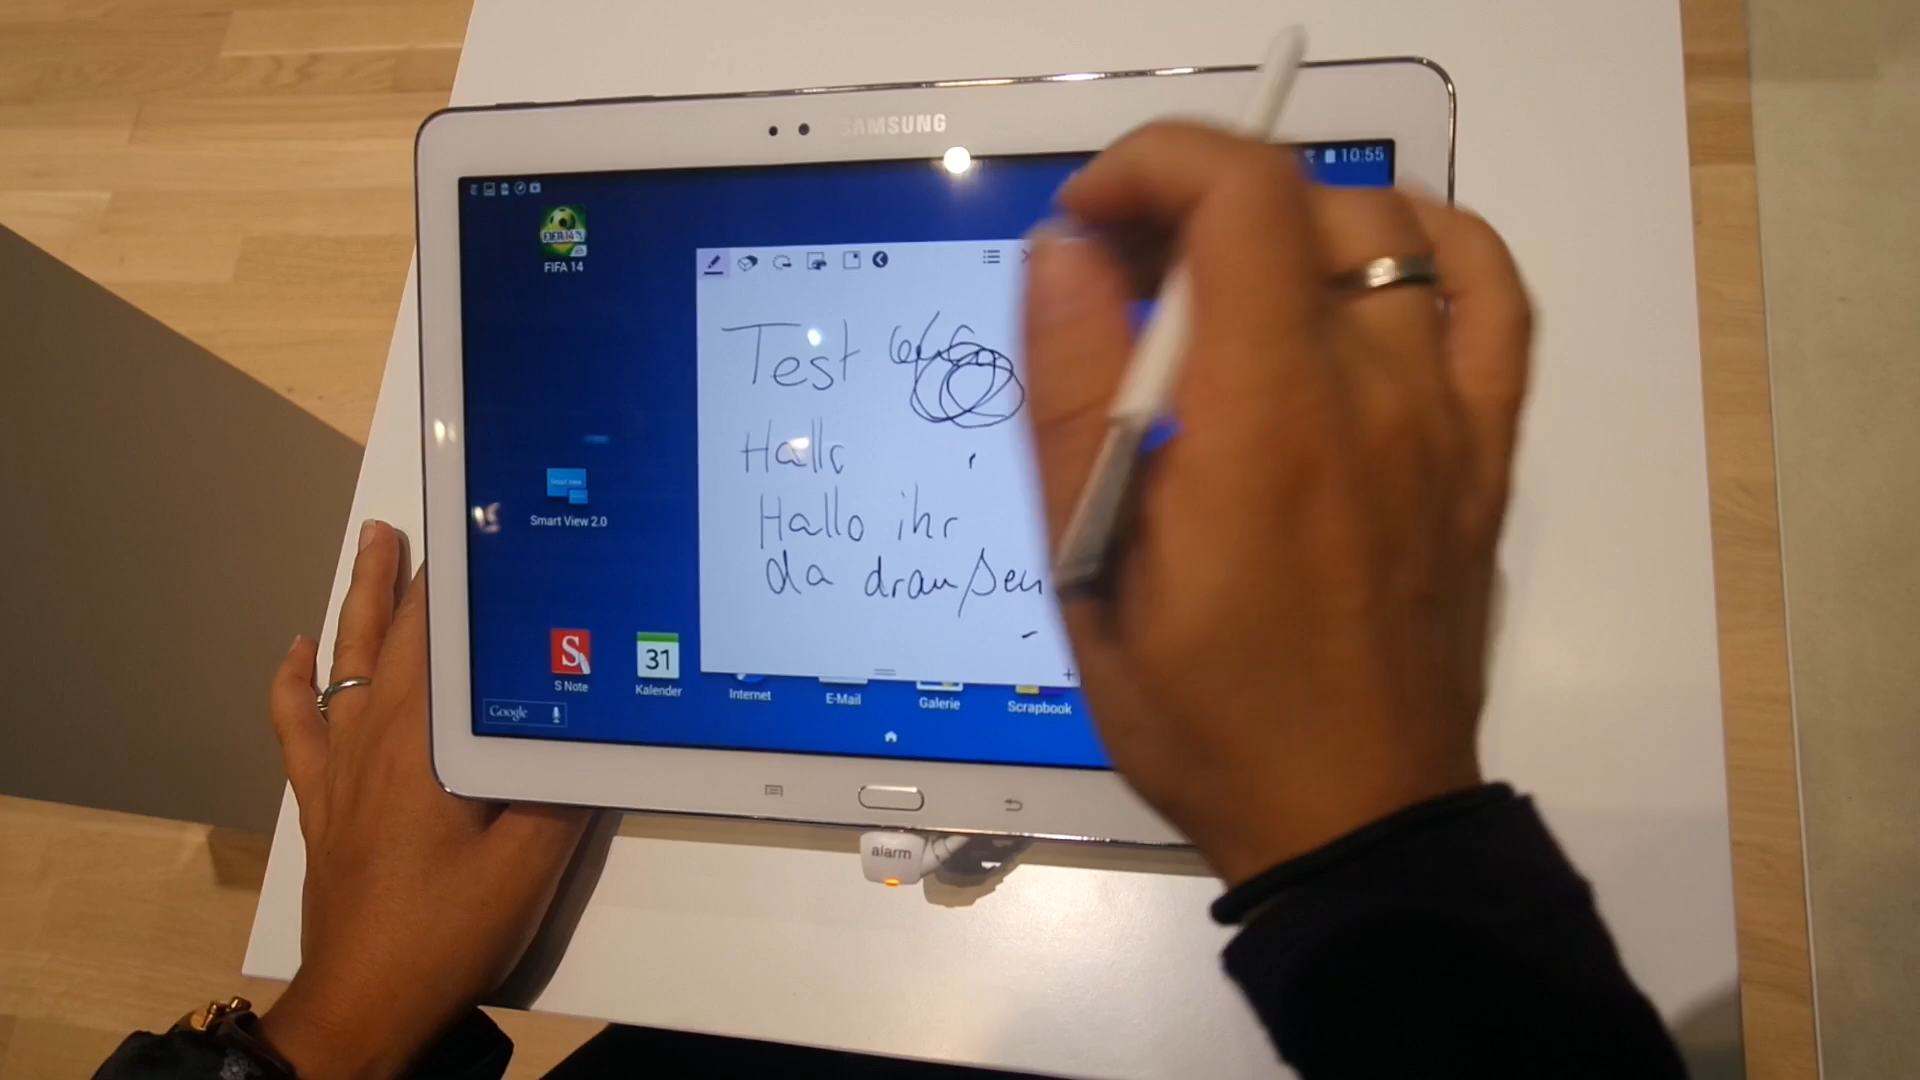 SAMSUNG
10:55
FIFA 14
Test
Hallo
Hallo ihr
da draußen
Smart View 2.0
S Note
31
Kalender
Internet
E-Mail
Galerie
Scrapbook
Google
alarm